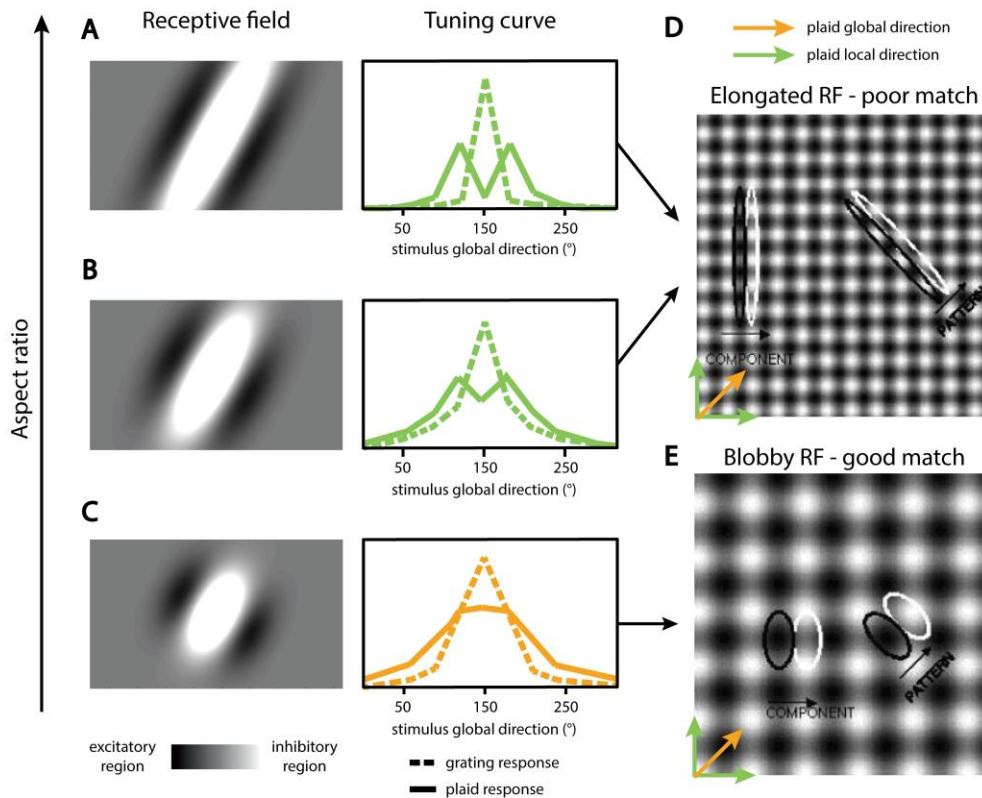 Receptive field
Tuning curve
A
B
C
Aspect ratio
50 150 250
stimulus global direction (°)
50 150 250
stimulus global direction (°)
50 150 250
stimulus global direction (°)
excitatory
region
inhibitory
region
grating response
plaid response
D
plaid global direction
plaid local direction
Elongated RF - poor match
COMPONENT
PATTERN
E
Blobby RF - good match
COMPONENT
PATTERN